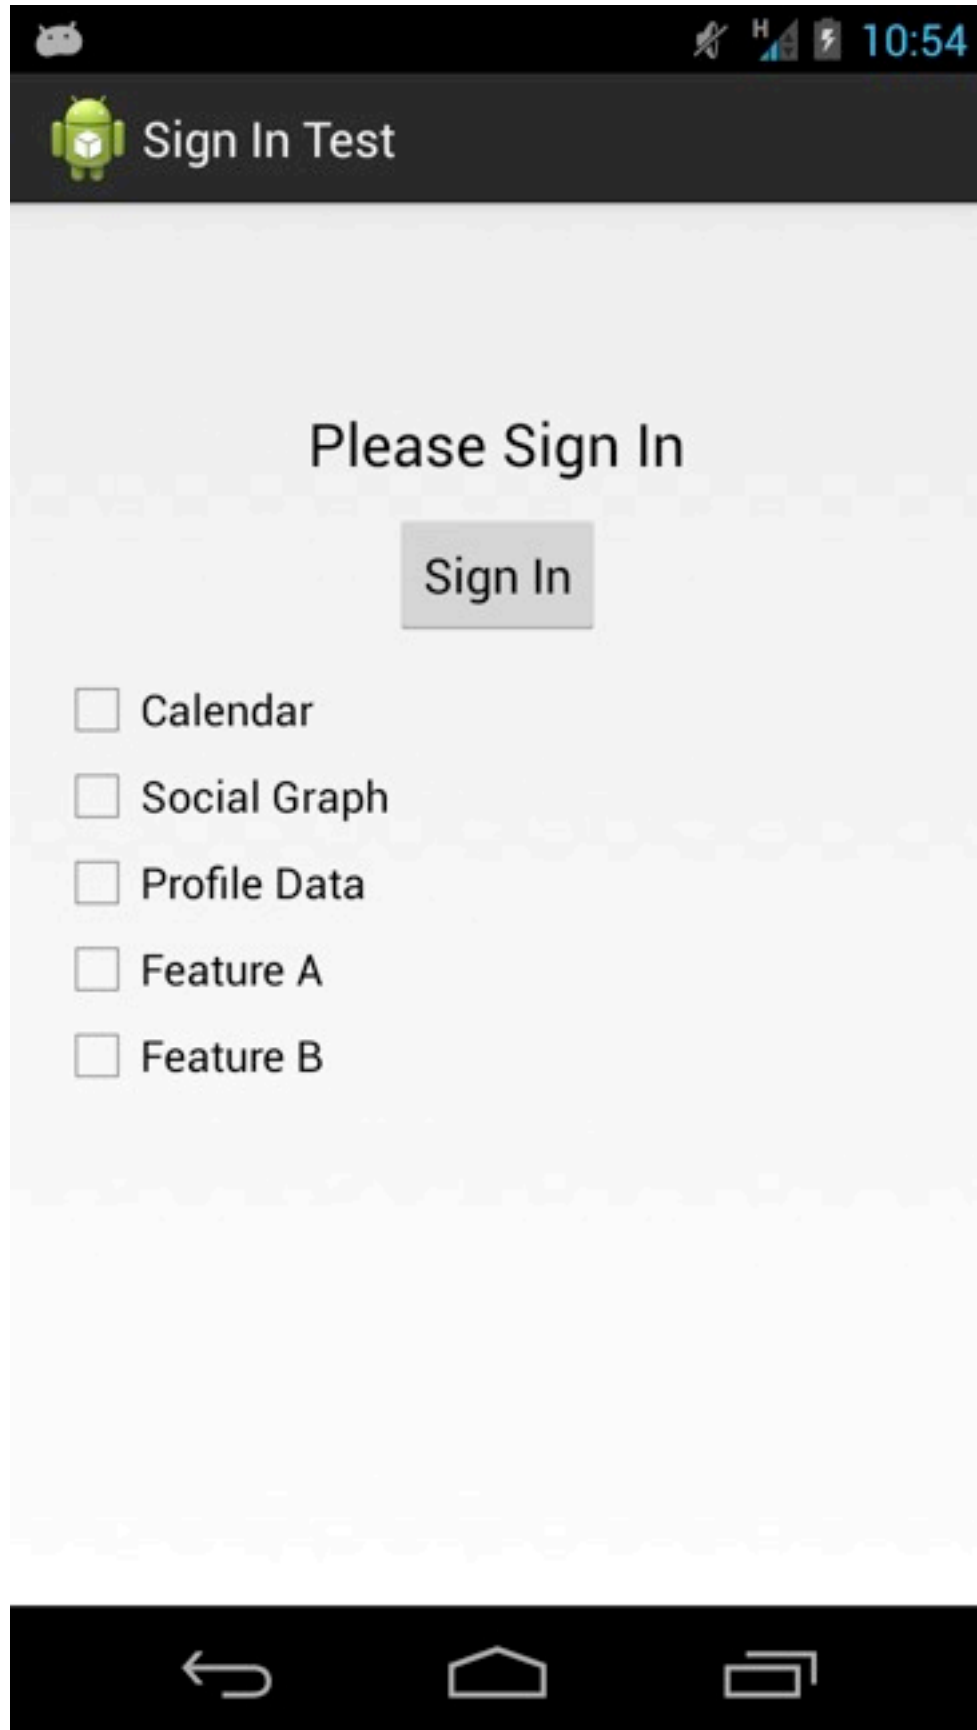 H 10:54
Sign In Test
Please Sign In
Sign In
Calendar
Social Graph
Profile Data
Feature A
Feature B